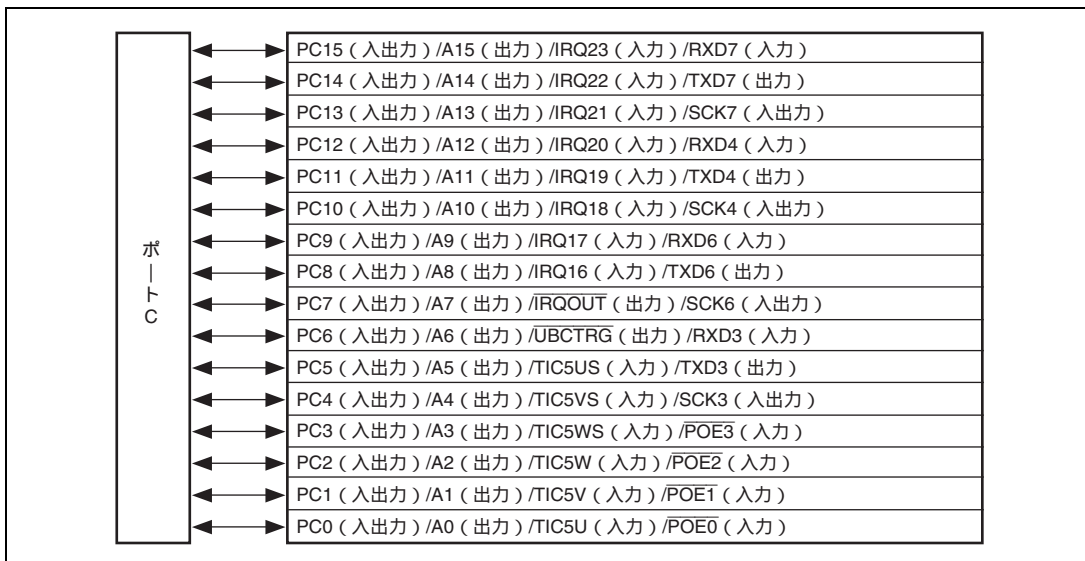 ポートC
PC15（入出力）/A15（出力）/IRQ23（入力）/RXD7（入力）
PC14（入出力）/A14（出力）/IRQ22（入力）/TXD7（出力）
PC13（入出力）/A13（出力）/IRQ21（入力）/SCK7（入出力）
PC12（入出力）/A12（出力）/IRQ20（入力）/RXD4（入力）
PC11（入出力）/A11（出力）/IRQ19（入力）/TXD4（出力）
PC10（入出力）/A10（出力）/IRQ18（入力）/SCK4（入出力）
PC9（入出力）/A9（出力）/IRQ17（入力）/RXD6（入力）
PC8（入出力）/A8（出力）/IRQ16（入力）/TXD6（出力）
PC7（入出力）/A7（出力）/I̅R̅Q̅O̅U̅T̅（出力）/SCK6（入出力）
PC6（入出力）/A6（出力）/U̅B̅C̅T̅R̅G̅（出力）/RXD3（入力）
PC5（入出力）/A5（出力）/TIC5US（入力）/TXD3（出力）
PC4（入出力）/A4（出力）/TIC5VS（入力）/SCK3（入出力）
PC3（入出力）/A3（出力）/TIC5WS（入力）/P̅O̅E̅3̅（入力）
PC2（入出力）/A2（出力）/TIC5W（入力）/P̅O̅E̅2̅（入力）
PC1（入出力）/A1（出力）/TIC5V（入力）/P̅O̅E̅1̅（入力）
PC0（入出力）/A0（出力）/TIC5U（入力）/P̅O̅E̅0̅（入力）